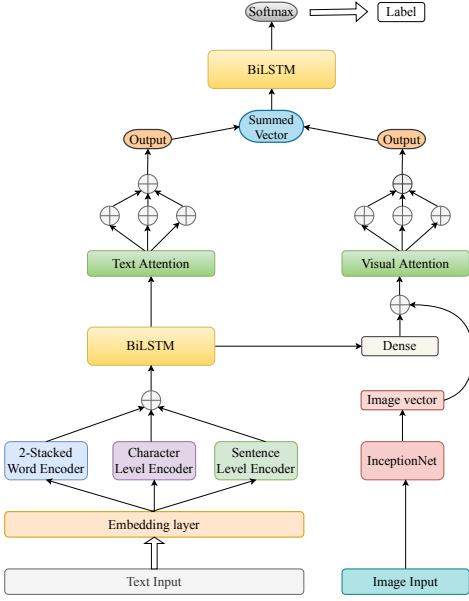 Softmax
Label
BiLSTM
Summed
Vector
Output
Output
Text Attention
Visual Attention
BiLSTM
Dense
Image vector
2-Stacked
Word Encoder
Character
Level Encoder
Sentence
Level Encoder
InceptionNet
Embedding layer
Text Input
Image Input